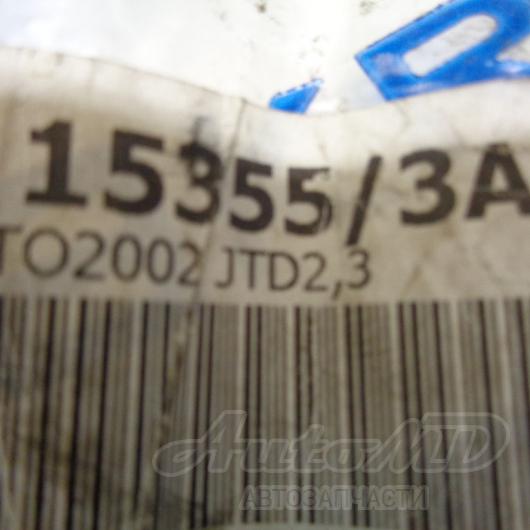 15355/3A
TO2002 JTD2,3
AutoMD
АВТОЗАПЧАСТИ